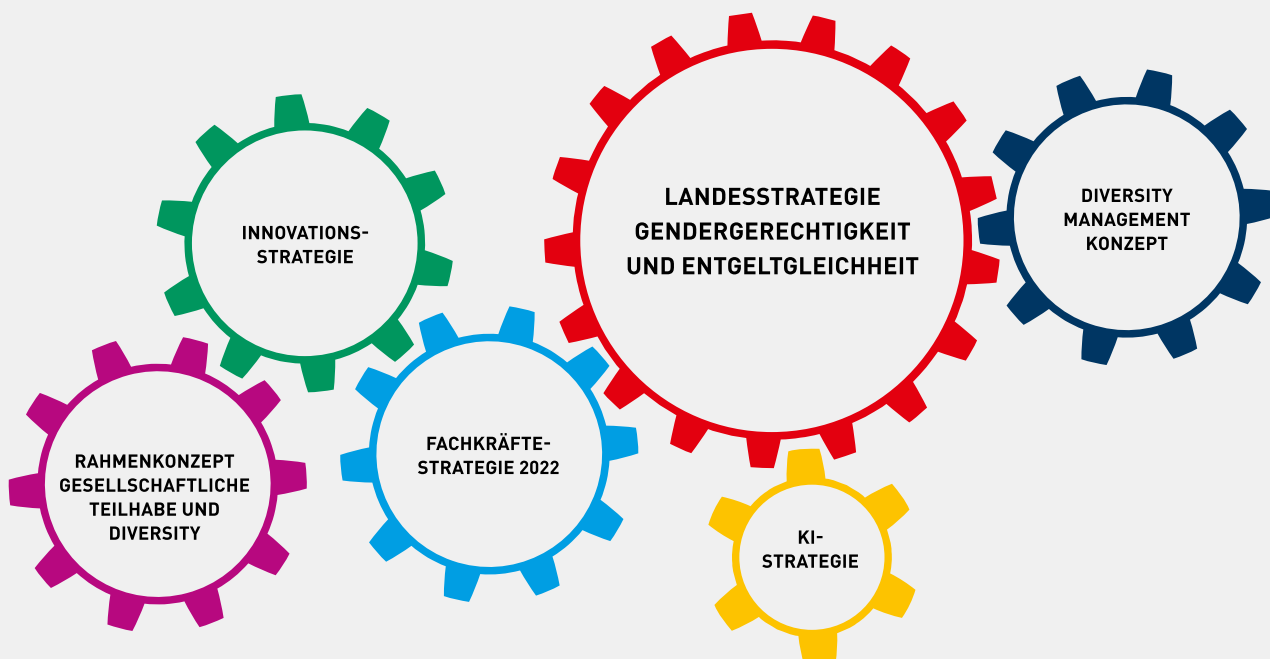 LANDESSTRATEGIE
GENDERGERECHTIGKEIT
UND ENTGELTGLEICHHEIT
DIVERSITY
MANAGEMENT
KONZEPT
INNOVATIONS-
STRATEGIE
FACHKRÄFTE-
STRATEGIE 2022
RAHMENKONZEPT
GESELLSCHAFTLICHE
TEILHABE UND
DIVERSITY
KI-
STRATEGIE